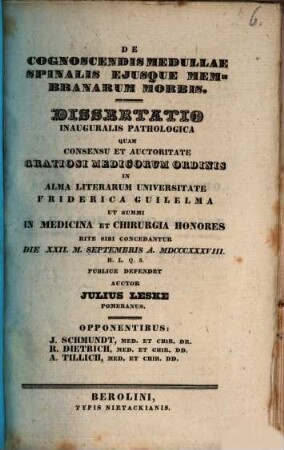 6.
DE
COGNOSCENDIS MEDULLAE
SPINALIS EJUSQUE MEM-
BRANARUM MORBIS.
DISSERTATIO
INAUGURALIS PATHOLOGICA
QUAM
CONSENSU ET AUCTORITATE
GRATIOSI MEDICORUM ORDINIS
IN
ALMA LITERARUM UNIVERSITATE
FRIDERICA GUILELMA
UT SUMMI
IN MEDICINA ET CHIRURGIA HONORES
RITE SIBI CONCEDANTUR
DIE XXII. M. SEPTEMBRIS A. MDCCCXXXVIII.
H. L. Q. S.
PUBLICE DEFENDET
AUCTOR
JULIUS LESKE
POMERANUS.
OPPONENTIBUS:
J. SCHMUNDT, MED. ET CHIR. DR.
R. DIETRICH, MED. ET CHIR. DD.
A. TILLICH, MED. ET CHIR. DD.
BEROLINI,
TYPIS NIETACKIANIS.